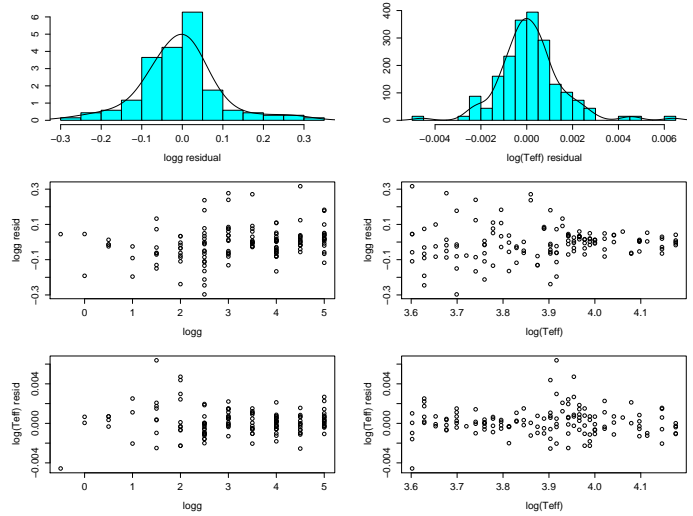 0 1 2 3 4 5 6
−0.3 −0.2 −0.1 0.0 0.1 0.2 0.3
logg residual
0 100 200 300 400
−0.004 −0.002 0.000 0.002 0.004 0.006
log(Teff) residual
logg resid
−0.3 −0.1 0.1 0.3
0 1 2 3 4 5
logg
logg resid
−0.3 −0.1 0.1 0.3
3.6 3.7 3.8 3.9 4.0 4.1
log(Teff)
log(Teff) resid
−0.004 0.000 0.004
0 1 2 3 4 5
logg
log(Teff) resid
−0.004 0.000 0.004
3.6 3.7 3.8 3.9 4.0 4.1
log(Teff)